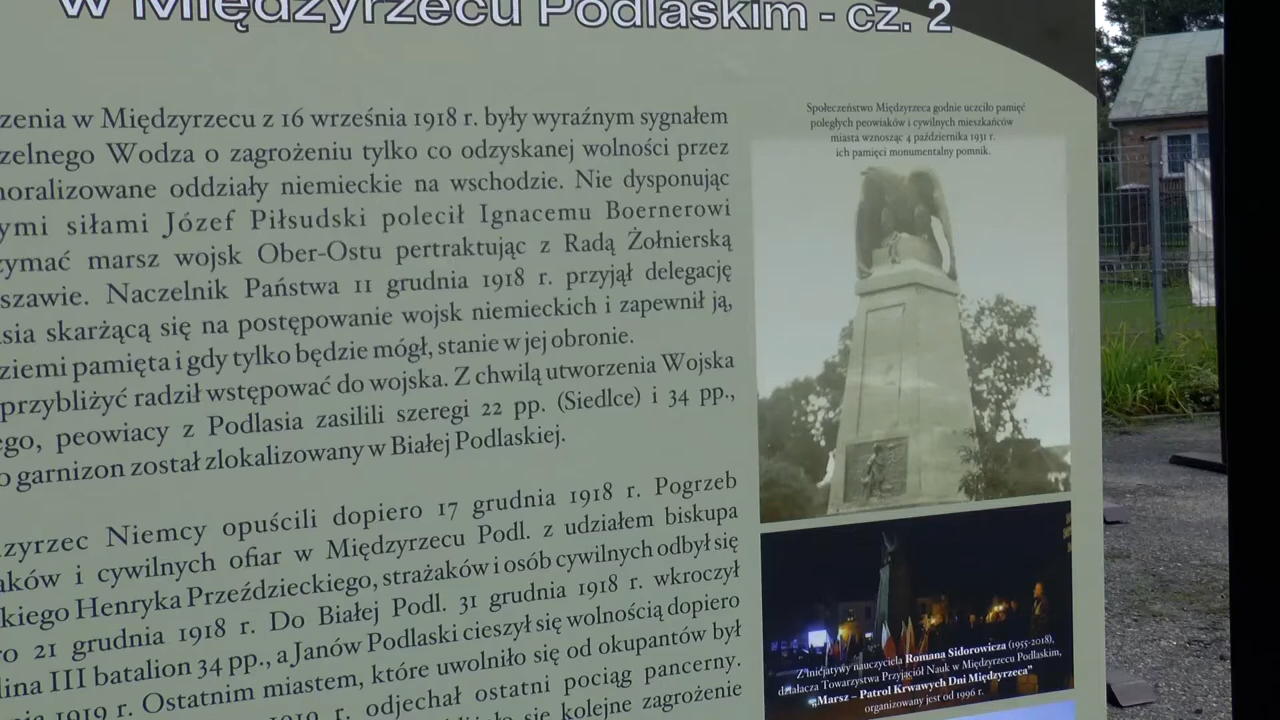 w Międzyrzecu Podlaskim - cz. 2
zenia w Międzyrzecu z 16 września 1918 r. były wyraźnym sygnałem
zelnego Wodza o zagrożeniu tylko co odzyskanej wolności przez
moralizowane oddziały niemieckie na wschodzie. Nie dysponując
ymi siłami Józef Piłsudski polecił Ignacemu Boernerowi
zymać marsz wojsk Ober-Ostu pertraktując z Radą Żołnierską
szawie. Naczelnik Państwa 11 grudnia 1918 r. przyjął delegację
sia skarżącą się na postępowanie wojsk niemieckich i zapewnił ją,
ziemi pamięta i gdy tylko będzie mógł, stanie w jej obronie.
przybliżyć radził wstępować do wojska. Z chwilą utworzenia Wojska
ego, peowiacy z Podlasia zasilili szeregi 22 pp. (Siedlce) i 34 pp.,
o garnizon został zlokalizowany w Białej Podlaskiej.
dzyrzec Niemcy opuścili dopiero 17 grudnia 1918 r. Pogrzeb
aków i cywilnych ofiar w Międzyrzecu Podl. z udziałem biskupa
kiego Henryka Przeździeckiego, strażaków i osób cywilnych odbył się
ro 21 grudnia 1918 r. Do Białej Podl. 31 grudnia 1918 r. wkroczył
lina III batalion 34 pp., a Janów Podlaski cieszył się wolnością dopiero
nia 1919 r. Ostatnim miastem, które uwolniło się od okupantów był
1919 r. odjechał ostatni pociąg pancerny.
się kolejne zagrożenie
Społeczeństwo Międzyrzeca godnie uczciło pamięć
poległych peowiaków i cywilnych mieszkańców
miasta wznosząc 4 października 1931 r.
ich pamięci monumentalny pomnik.
Z inicjatywy nauczyciela Romana Sidorowicza (1955-2018),
działacza Towarzystwa Przyjaciół Nauk w Międzyrzecu Podlaskim,
„Marsz – Patrol Krwawych Dni Międzyrzeca”
organizowany jest od 1996 r.